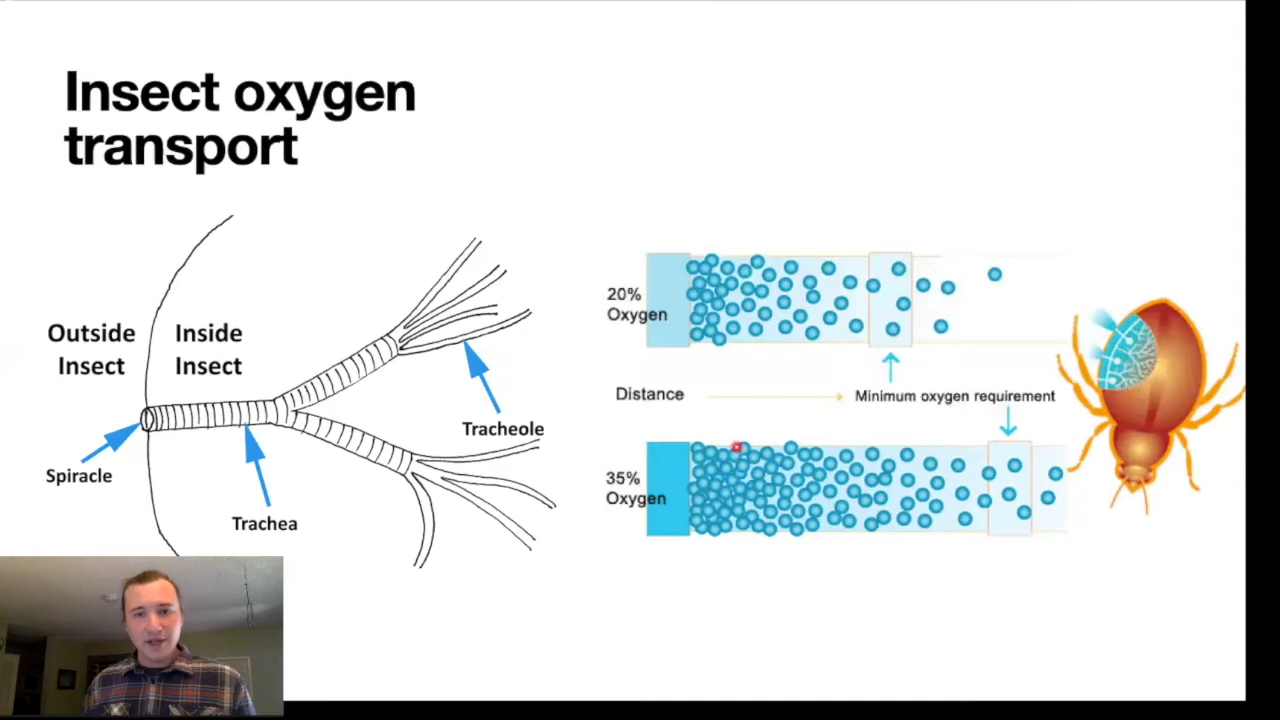 Insect oxygen
transport
Outside
Insect
Inside
Insect
Spiracle
Trachea
Tracheole
20%
Oxygen
Distance
Minimum oxygen requirement
35%
Oxygen